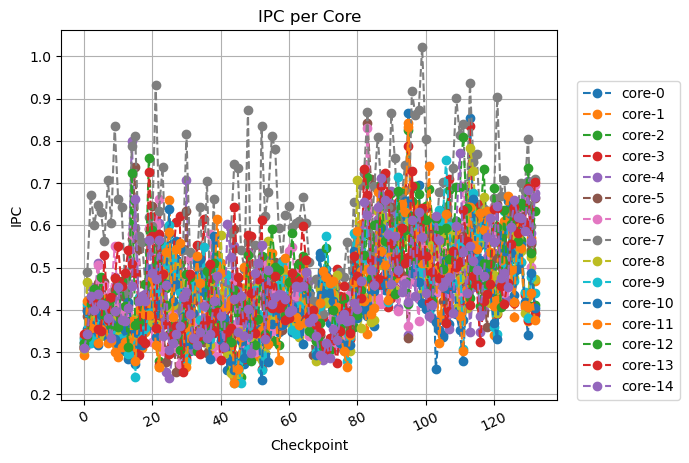 IPC per Core
IPC
1.0
0.9
0.8
0.7
0.6
0.5
0.4
0.3
0.2
0
20
40
60
80
100
120
Checkpoint
core-0
core-1
core-2
core-3
core-4
core-5
core-6
core-7
core-8
core-9
core-10
core-11
core-12
core-13
core-14